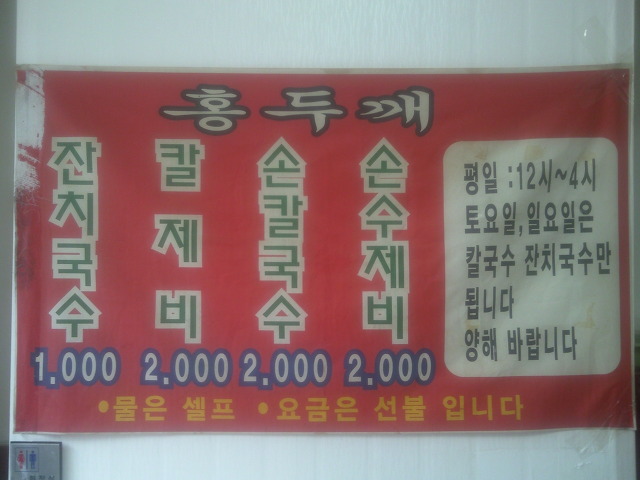 홍두깨
잔치국수 칼제비 손칼국수 손수제비
1.000 2.000 2.000 2.000
평일 :12시~4시
토요일,일요일은
칼국수 잔치국수만
됩니다
양해 바랍니다
•물은 셀프 •요금은 선불 입니다